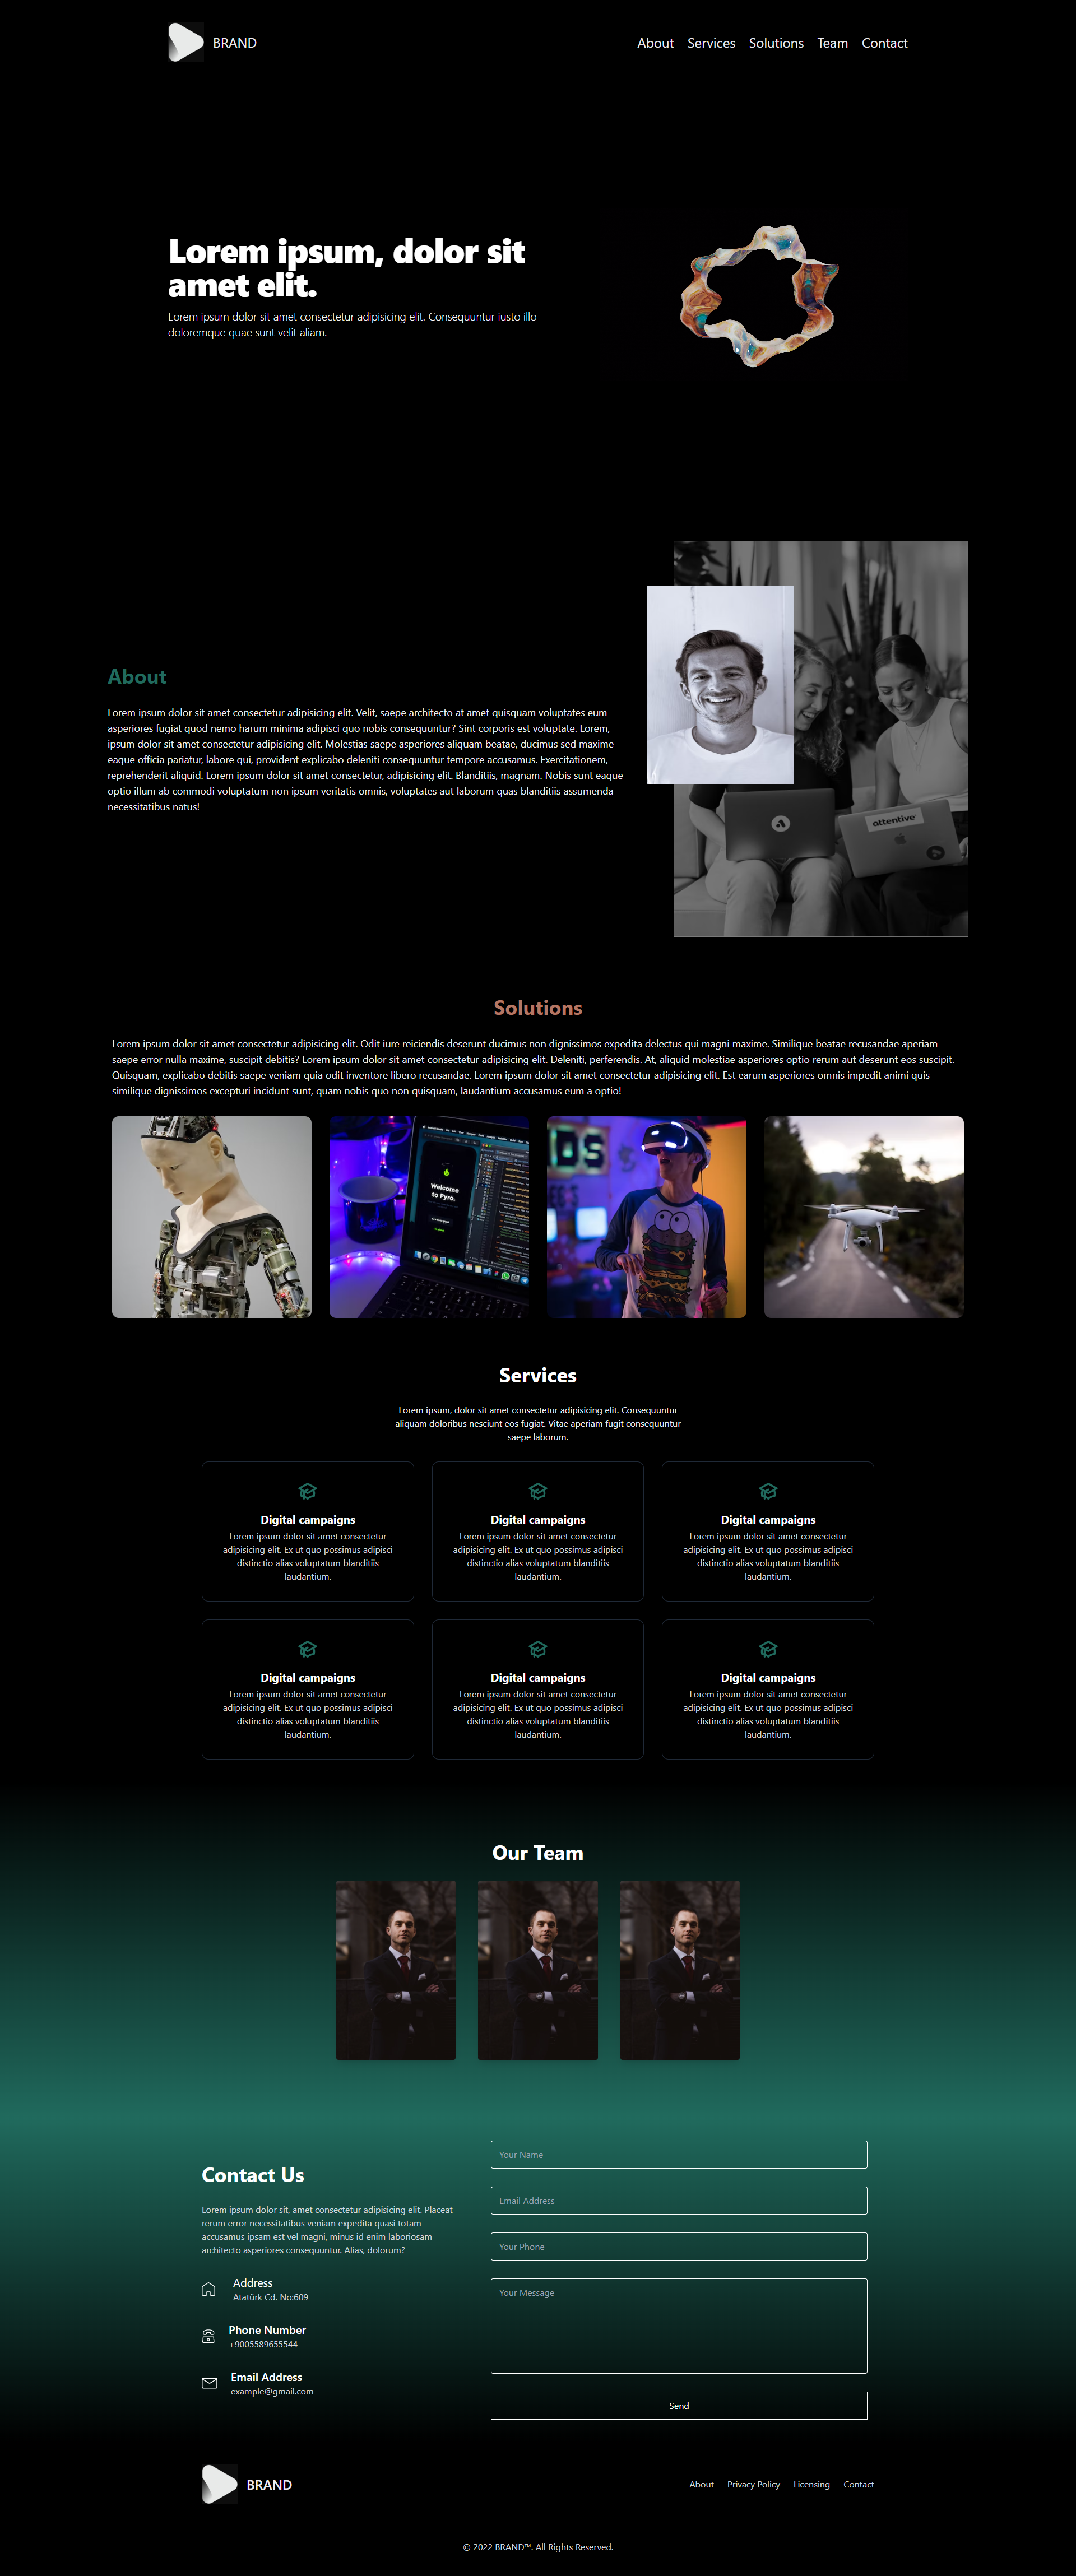 BRAND
About Services Solutions Team Contact
Lorem ipsum, dolor sit
amet elit.
Lorem ipsum dolor sit amet consectetur adipisicing elit. Consequuntur iusto illo
doloremque quae sunt velit aliam.
About
Lorem ipsum dolor sit amet consectetur adipisicing elit. Velit, saepe architecto at amet quisquam voluptates eum
asperiores fugiat quod nemo harum minima adipisci quo nobis consequuntur? Sint corporis est voluptate. Lorem,
ipsum dolor sit amet consectetur adipisicing elit. Molestias saepe asperiores aliquam beatae, ducimus sed maxime
eaque officia pariatur, labore qui, provident explicabo deleniti consequuntur tempore accusamus. Exercitationem,
reprehenderit aliquid. Lorem ipsum dolor sit amet consectetur, adipisicing elit. Blanditiis, magnam. Nobis sunt eaque
optio illum ab commodi voluptatum non ipsum veritatis omnis, voluptates aut laborum quas blanditiis assumenda
necessitatibus natus!
attentive
Solutions
Lorem ipsum dolor sit amet consectetur adipisicing elit. Odit iure reiciendis deserunt ducimus non dignissimos expedita delectus qui magni maxime. Similique beatae recusandae aperiam
saepe error nulla maxime, suscipit debitis? Lorem ipsum dolor sit amet consectetur adipisicing elit. Deleniti, perferendis. At, aliquid molestiae asperiores optio rerum aut deserunt eos suscipit.
Quisquam, explicabo debitis saepe veniam quia odit inventore libero recusandae. Lorem ipsum dolor sit amet consectetur adipisicing elit. Est earum asperiores omnis impedit animi quis
similique dignissimos excepturi incidunt sunt, quam nobis quo non quisquam, laudantium accusamus eum a optio!
Welcome
to Pyro.
DS
Services
Lorem ipsum, dolor sit amet consectetur adipisicing elit. Consequuntur
aliquam doloribus nesciunt eos fugiat. Vitae aperiam fugit consequuntur
saepe laborum.
Digital campaigns
Lorem ipsum dolor sit amet consectetur
adipisicing elit. Ex ut quo possimus adipisci
distinctio alias voluptatum blanditiis
laudantium.
Digital campaigns
Lorem ipsum dolor sit amet consectetur
adipisicing elit. Ex ut quo possimus adipisci
distinctio alias voluptatum blanditiis
laudantium.
Digital campaigns
Lorem ipsum dolor sit amet consectetur
adipisicing elit. Ex ut quo possimus adipisci
distinctio alias voluptatum blanditiis
laudantium.
Digital campaigns
Lorem ipsum dolor sit amet consectetur
adipisicing elit. Ex ut quo possimus adipisci
distinctio alias voluptatum blanditiis
laudantium.
Digital campaigns
Lorem ipsum dolor sit amet consectetur
adipisicing elit. Ex ut quo possimus adipisci
distinctio alias voluptatum blanditiis
laudantium.
Digital campaigns
Lorem ipsum dolor sit amet consectetur
adipisicing elit. Ex ut quo possimus adipisci
distinctio alias voluptatum blanditiis
laudantium.
Our Team
Contact Us
Lorem ipsum dolor sit, amet consectetur adipisicing elit. Placeat
rerum error necessitatibus veniam expedita quasi totam
accusamus ipsam est vel magni, minus id enim laboriosam
architecto asperiores consequuntur. Alias, dolorum?
Address
Atatürk Cd. No:609
Phone Number
+9005589655544
Email Address
example@gmail.com
Your Name
Email Address
Your Phone
Your Message
Send
BRAND
About Privacy Policy Licensing Contact
© 2022 BRAND™. All Rights Reserved.